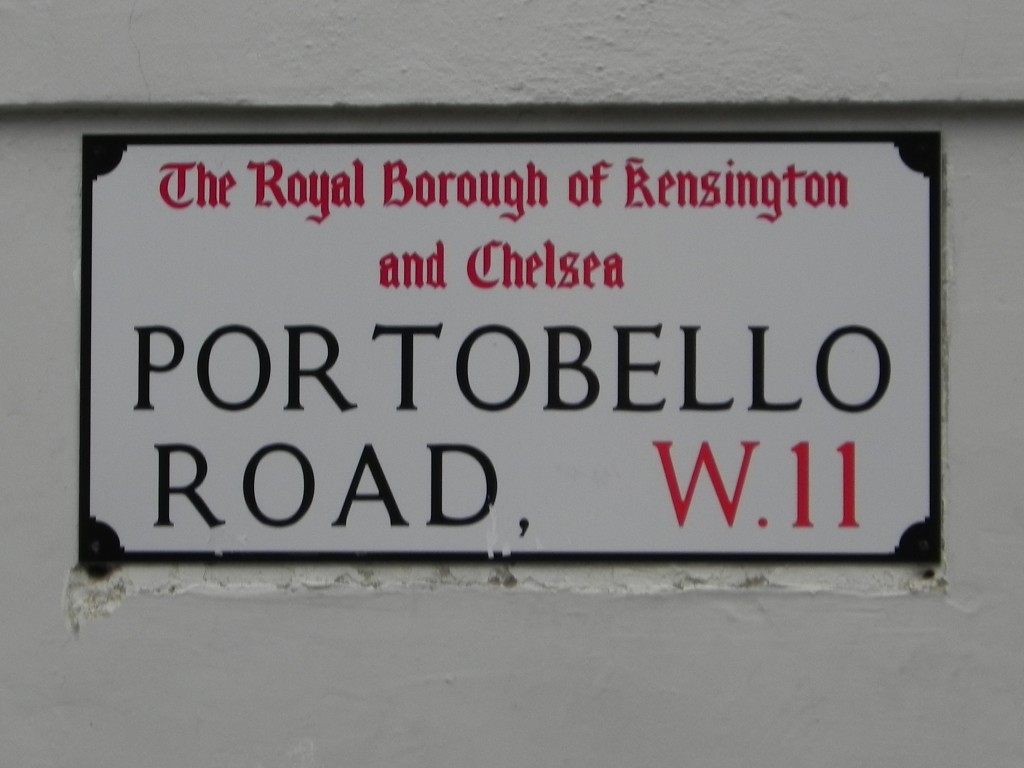 The Royal Borough of Kensington
and Chelsea
PORTOBELLO
ROAD, W.11